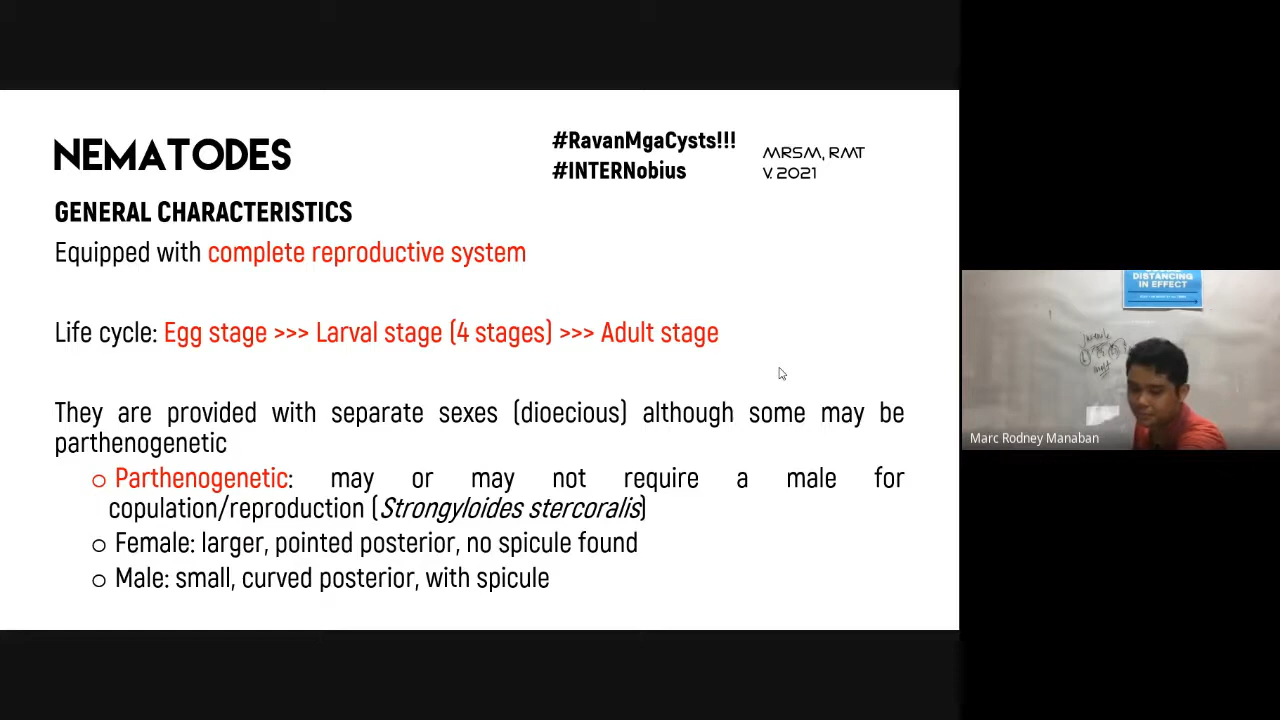 NEMATODES
#RavanMgaCysts!!!
#INTERNobius
MRSM, RMT
V. 2021
GENERAL CHARACTERISTICS
Equipped with complete reproductive system
Life cycle: Egg stage >>> Larval stage (4 stages) >>> Adult stage
They are provided with separate sexes (dioecious) although some may be
parthenogenetic
○ Parthenogenetic: may or may not require a male for
copulation/reproduction (Strongyloides stercoralis)
○ Female: larger, pointed posterior, no spicule found
○ Male: small, curved posterior, with spicule
DISTANCING
IN EFFECT
Marc Rodney Manaban